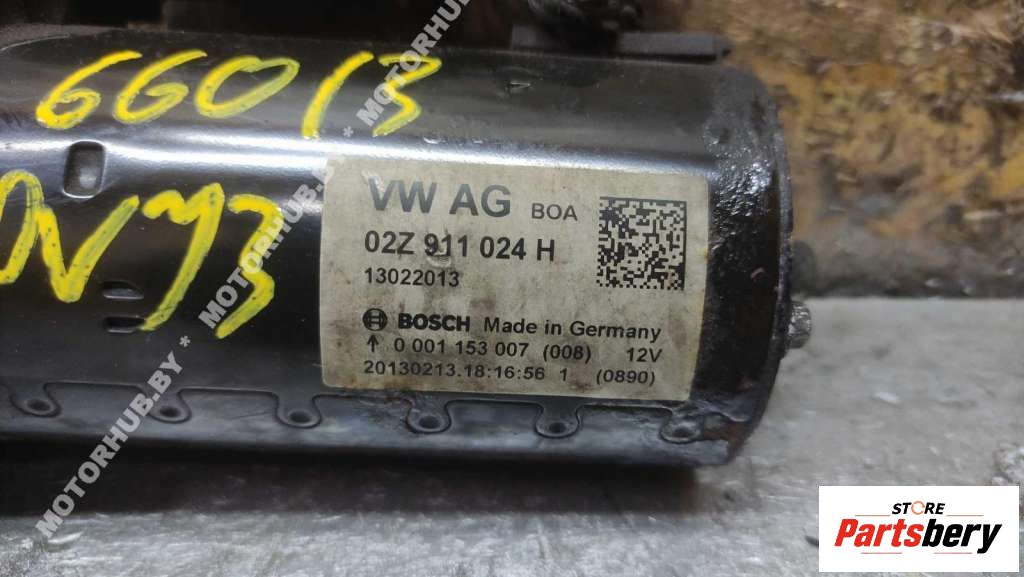 66013
NY3
VW AG BOA
02Z 911 024 H
13022013
BOSCH Made in Germany
↑ 0 001 153 007 (008) 12V
20130213.18:16:56 1 (0890)
MOTORHUB.BY * MOTORHUB.BY * MOTORHUB.BY
STORE
Partsbery